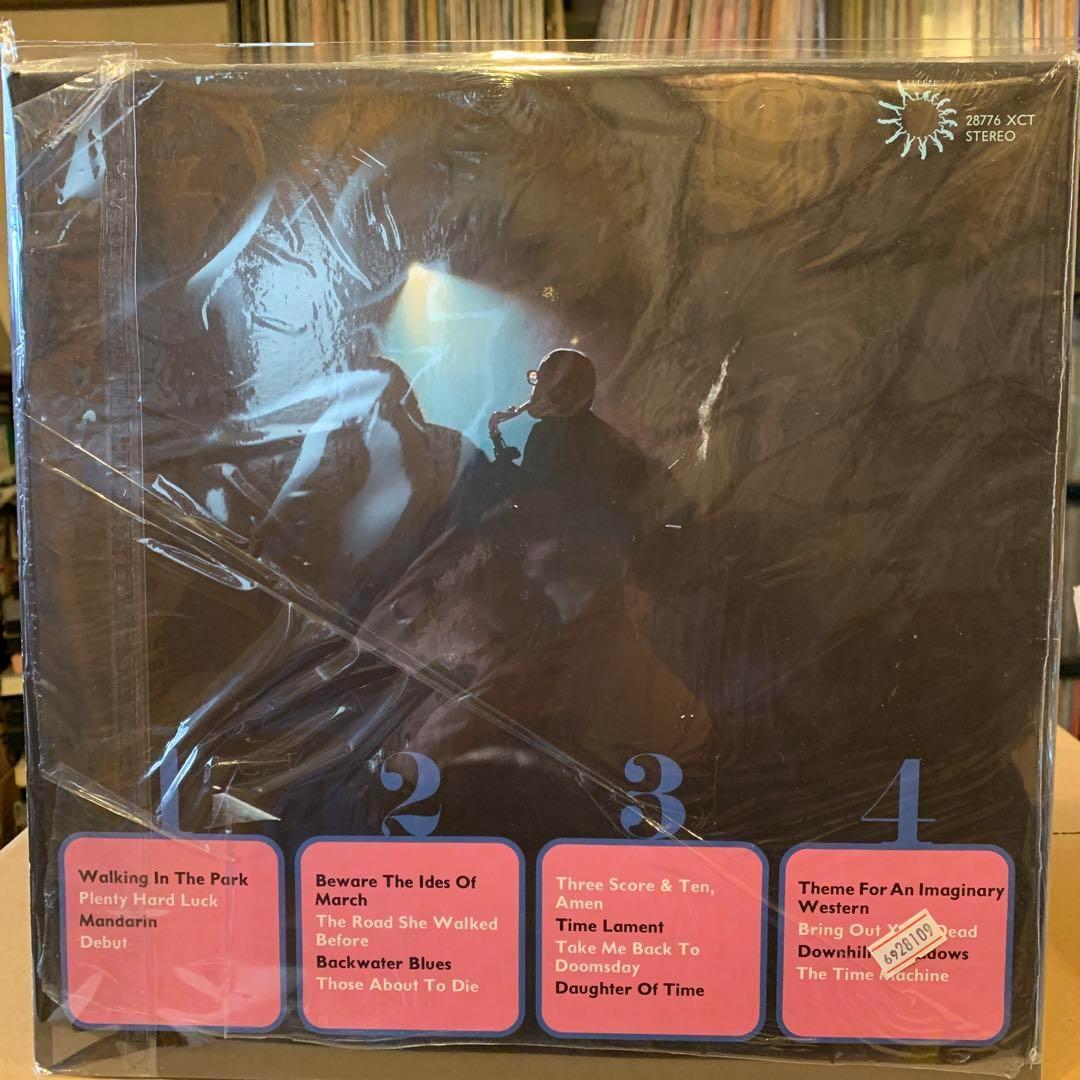 28776 XCT
STEREO
1
2
3
4
Walking In The Park
Plenty Hard Luck
Mandarin
Debut
Beware The Ides Of
March
The Road She Walked
Before
Backwater Blues
Those About To Die
Three Score & Ten,
Amen
Time Lament
Take Me Back To
Doomsday
Daughter Of Time
Theme For An Imaginary
Western
Bring Out Dead
6928109
The Time Machine